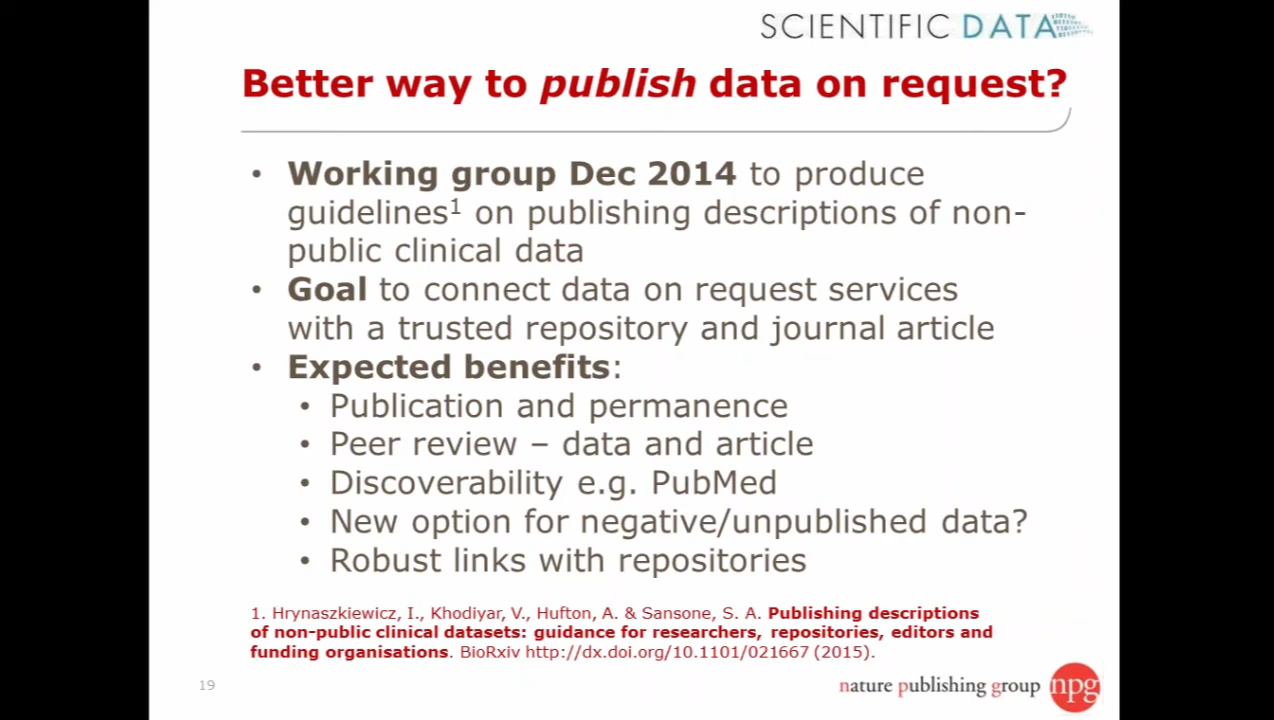 SCIENTIFIC DATA
Better way to publish data on request?
• Working group Dec 2014 to produce
guidelines¹ on publishing descriptions of non-
public clinical data
• Goal to connect data on request services
with a trusted repository and journal article
• Expected benefits:
• Publication and permanence
• Peer review – data and article
• Discoverability e.g. PubMed
• New option for negative/unpublished data?
• Robust links with repositories
1. Hrynaszkiewicz, I., Khodiyar, V., Hufton, A. & Sansone, S. A. Publishing descriptions
of non-public clinical datasets: guidance for researchers, repositories, editors and
funding organisations. BioRxiv http://dx.doi.org/10.1101/021667 (2015).
19
nature publishing group npg